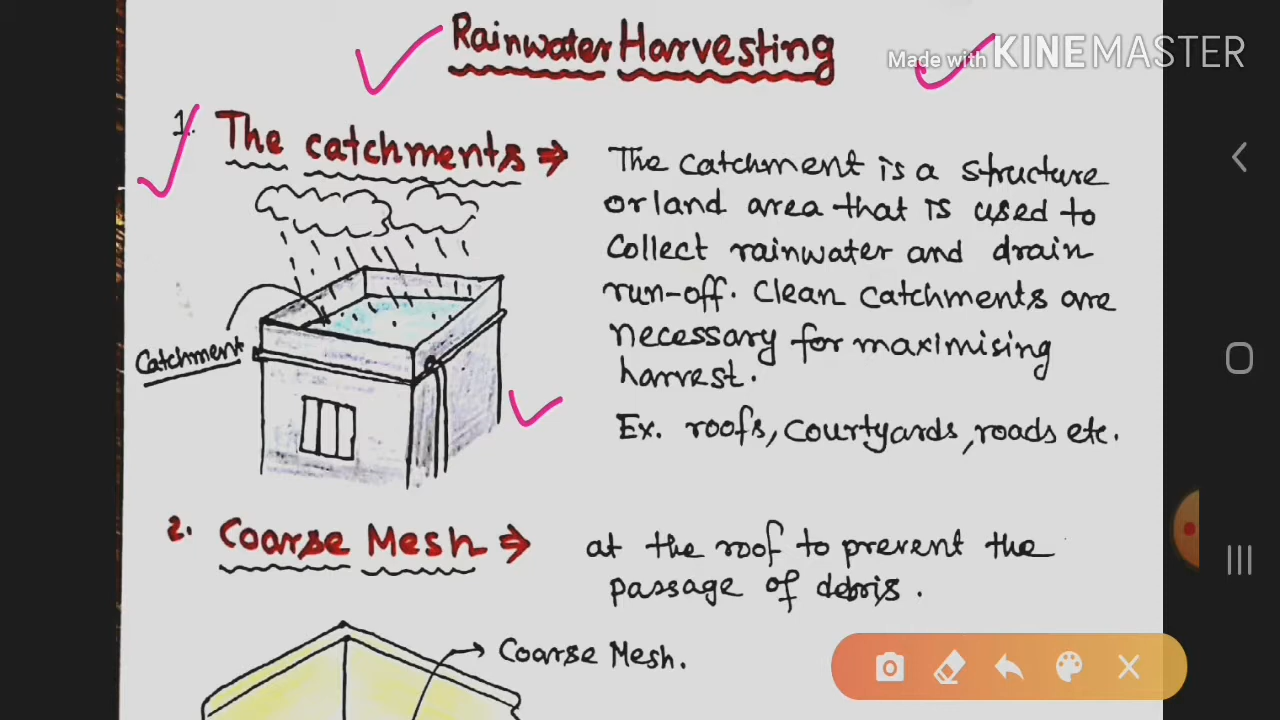 Rainwater Harvesting
Made with KINEMASTER
1. The catchments ⇒
The catchment is a structure
or land area that is used to
collect rainwater and drain
run-off. Clean catchments are
necessary for maximising
harvest.
Ex. roofs, courtyards, roads etc.
Catchment
2. Coarse Mesh ⇒
at the roof to prevent the
passage of debris.
Coarse Mesh.